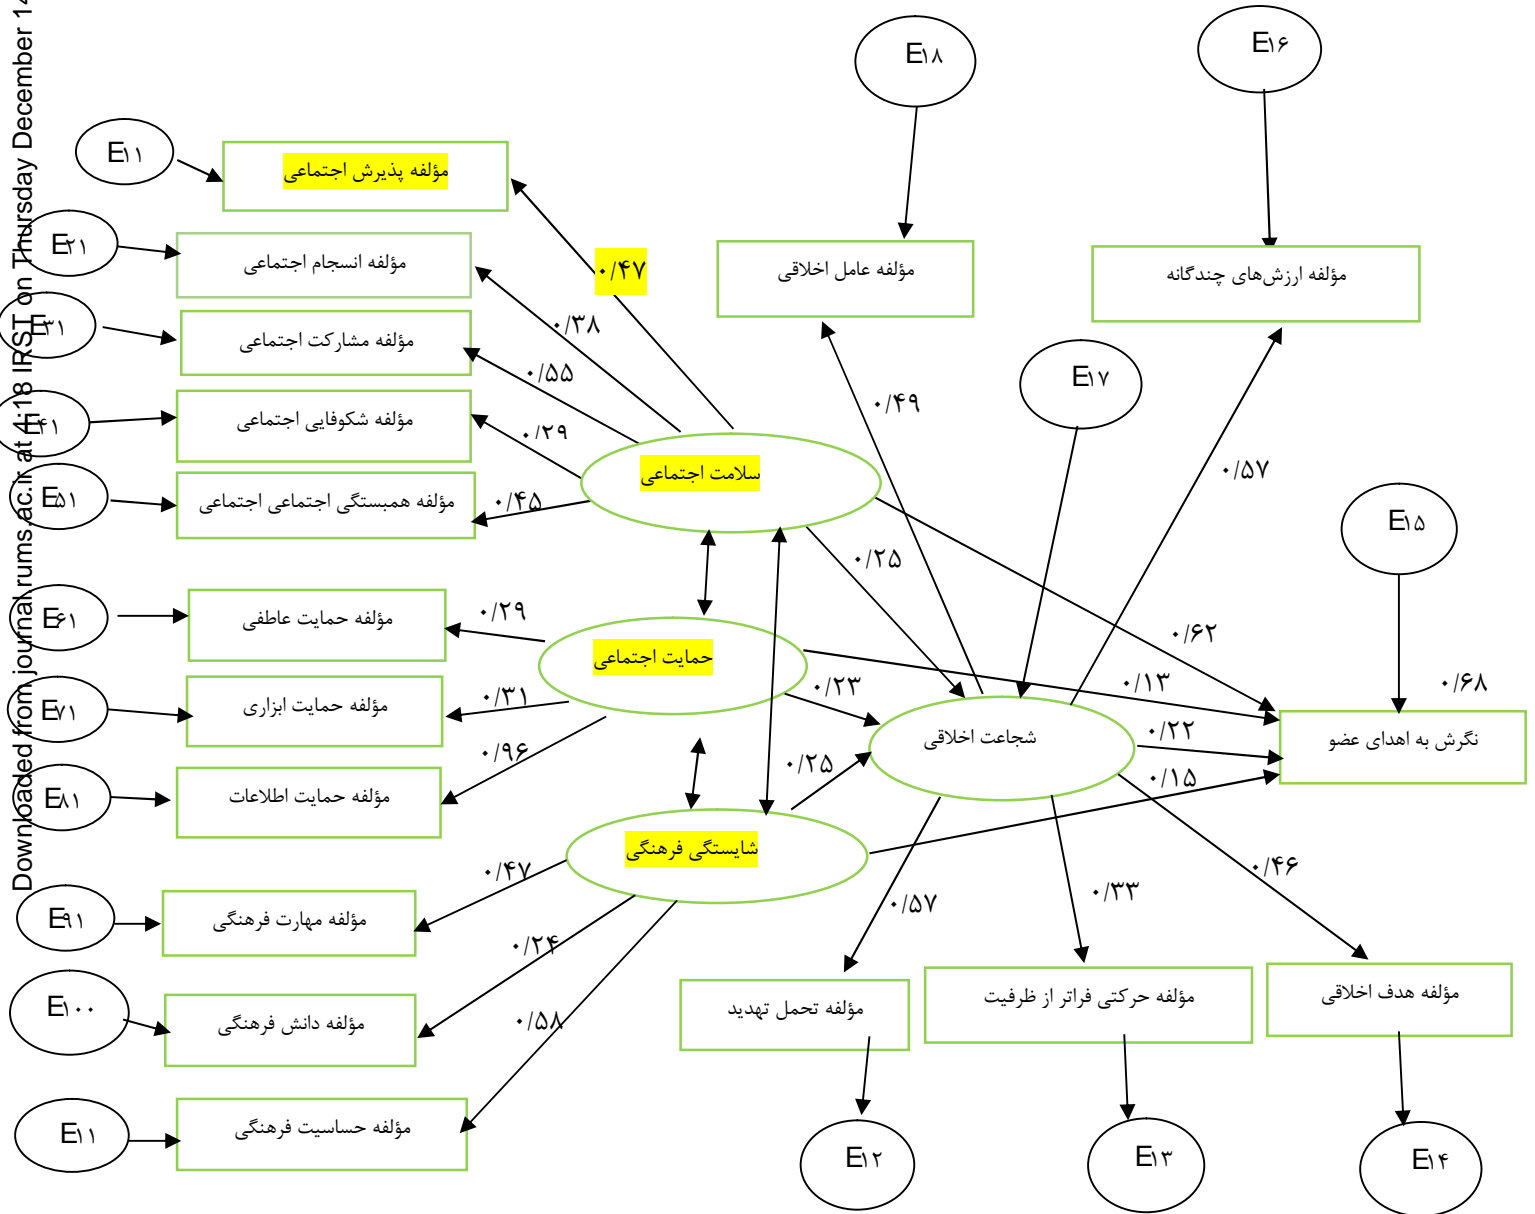 Downloaded from journal.rums.ac.ir at 4:18 IRST on Thursday December 14
E۱۸
E۱۶
E۱۱
مؤلفه پذیرش اجتماعی
E۲۱
مؤلفه انسجام اجتماعی
۰/۴۷
مؤلفه عامل اخلاقی
مؤلفه ارزش‌های چندگانه
E۳۱
مؤلفه مشارکت اجتماعی
۰/۳۸
۰/۵۵
E۱۷
۰/۴۹
E۴۱
مؤلفه شکوفایی اجتماعی
۰/۲۹
سلامت اجتماعی
۰/۵۷
E۵۱
مؤلفه همبستگی اجتماعی اجتماعی
۰/۴۵
E۱۵
۰/۲۵
E۶۱
مؤلفه حمایت عاطفی
۰/۲۹
حمایت اجتماعی
۰/۶۲
۰/۲۳
۰/۱۳
۰/۶۸
E۷۱
مؤلفه حمایت ابزاری
۰/۳۱
شجاعت اخلاقی
۰/۲۲
نگرش به اهدای عضو
۰/۹۶
۰/۲۵
۰/۱۵
E۸۱
مؤلفه حمایت اطلاعات
شایستگی فرهنگی
۰/۴۷
۰/۴۶
E۹۱
مؤلفه مهارت فرهنگی
۰/۵۷
۰/۳۳
۰/۲۴
E۱۰۰
مؤلفه دانش فرهنگی
۰/۵۸
مؤلفه تحمل تهدید
مؤلفه حرکتی فراتر از ظرفیت
مؤلفه هدف اخلاقی
E۱۱
مؤلفه حساسیت فرهنگی
E۱۲
E۱۳
E۱۴